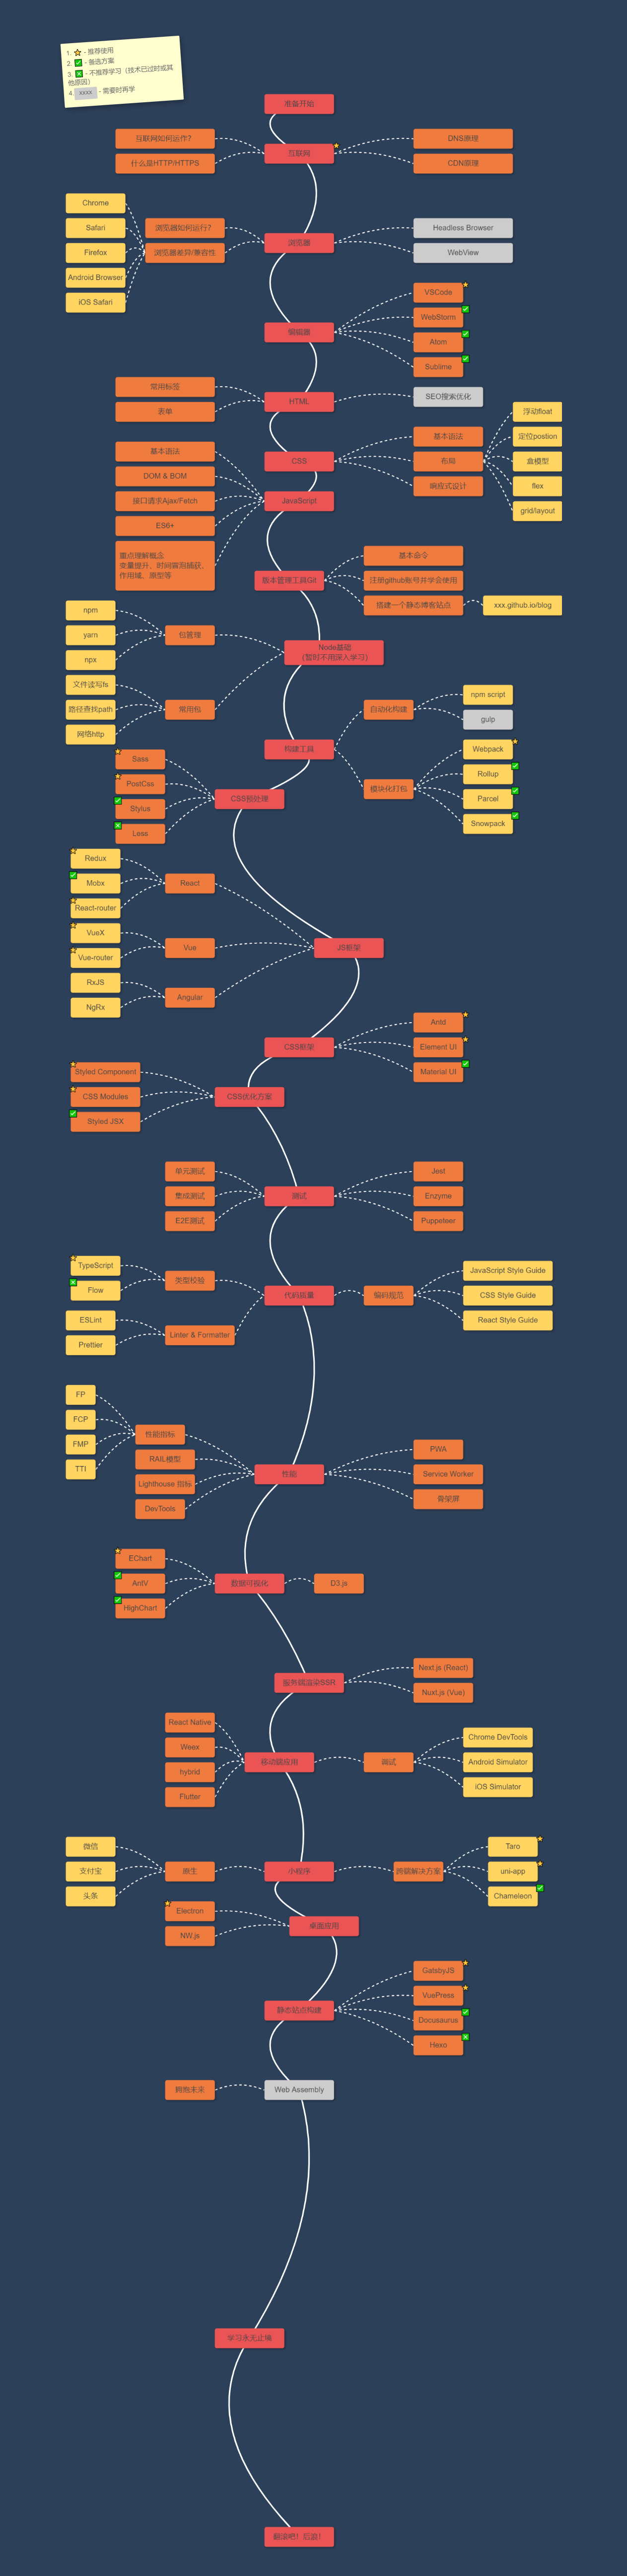 1. - 推荐使用
2. - 备选方案
3. - 不推荐学习（技术已过时或其
他原因）
4. xxxx - 需要时再学
准备开始
互联网如何运作？
什么是HTTP/HTTPS
互联网
DNS原理
CDN原理
Chrome
Safari
Firefox
Android Browser
iOS Safari
浏览器如何运行？
浏览器差异/兼容性
浏览器
Headless Browser
WebView
编辑器
VSCode
WebStorm
Atom
Sublime
常用标签
表单
HTML
SEO搜索优化
CSS
基本语法
布局
响应式设计
浮动float
定位postion
盒模型
flex
grid/layout
基本语法
DOM & BOM
接口请求Ajax/Fetch
ES6+
重点理解概念
变量提升、时间冒泡捕获、
作用域、原型等
JavaScript
版本管理工具Git
基本命令
注册github账号并学会使用
搭建一个静态博客站点
xxx.github.io/blog
npm
yarn
npx
包管理
文件读写fs
路径查找path
网络http
常用包
Node基础
（暂时不用深入学习）
构建工具
自动化构建
npm script
gulp
模块化打包
Webpack
Rollup
Parcel
Snowpack
Sass
PostCss
Stylus
Less
CSS预处理
Redux
Mobx
React-router
React
VueX
Vue-router
Vue
RxJS
NgRx
Angular
JS框架
CSS框架
Antd
Element UI
Material UI
Styled Component
CSS Modules
Styled JSX
CSS优化方案
单元测试
集成测试
E2E测试
测试
Jest
Enzyme
Puppeteer
TypeScript
Flow
类型校验
ESLint
Prettier
Linter & Formatter
代码质量
编码规范
JavaScript Style Guide
CSS Style Guide
React Style Guide
FP
FCP
FMP
TTI
性能指标
RAIL模型
Lighthouse 指标
DevTools
性能
PWA
Service Worker
骨架屏
EChart
AntV
HighChart
数据可视化
D3.js
服务端渲染SSR
Next.js (React)
Nuxt.js (Vue)
React Native
Weex
hybrid
Flutter
移动端应用
调试
Chrome DevTools
Android Simulator
iOS Simulator
微信
支付宝
头条
原生
小程序
跨端解决方案
Taro
uni-app
Chameleon
Electron
NW.js
桌面应用
静态站点构建
GatsbyJS
VuePress
Docusaurus
Hexo
拥抱未来
Web Assembly
学习永无止境
翻滚吧！后浪！